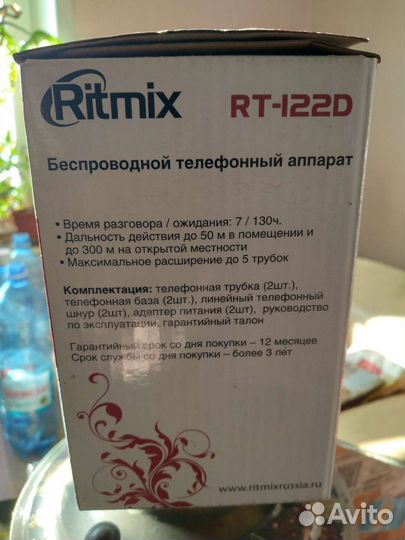 Ritmix RT-122D
Беспроводной телефонный аппарат
• Время разговора / ожидания: 7 / 130ч.
• Дальность действия до 50 м в помещении и
до 300 м на открытой местности
• Максимальное расширение до 5 трубок
Комплектация: телефонная трубка (2шт.),
телефонная база (2шт.), линейный телефонный
шнур (2шт), адаптер питания (2шт), руководство
по эксплуатации, гарантийный талон
Гарантийный срок со дня покупки – 12 месяцев
Срок службы со дня покупки – более 3 лет
www.ritmixrussia.ru
Avito